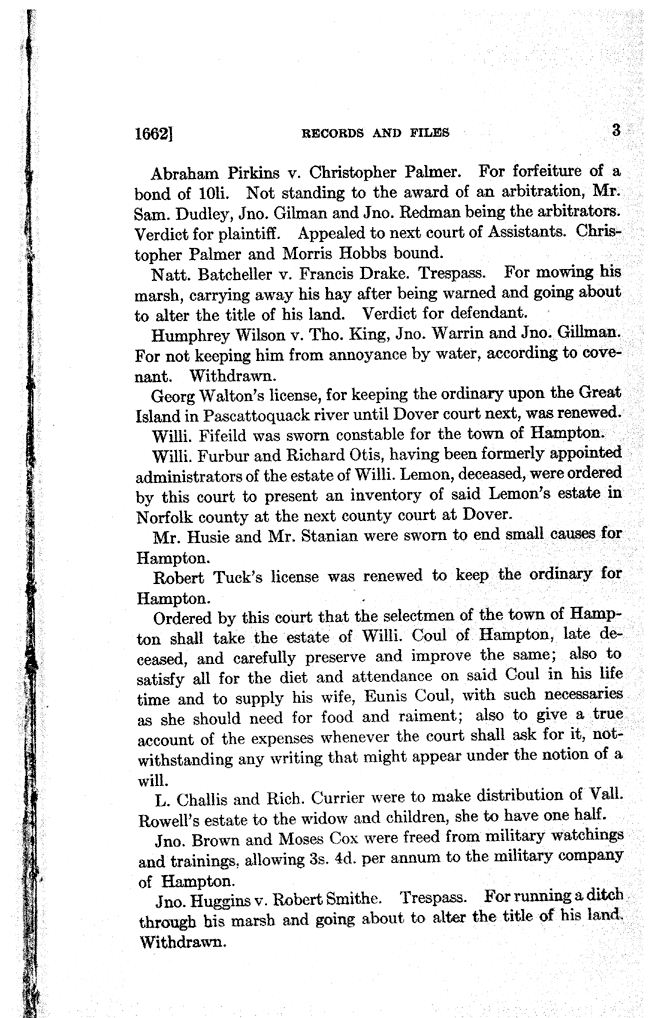 1662] RECORDS AND FILES 3
Abraham Pirkins v. Christopher Palmer. For forfeiture of a
bond of 10li. Not standing to the award of an arbitration, Mr.
Sam. Dudley, Jno. Gilman and Jno. Redman being the arbitrators.
Verdict for plaintiff. Appealed to next court of Assistants. Chris-
topher Palmer and Morris Hobbs bound.
Natt. Batcheller v. Francis Drake. Trespass. For mowing his
marsh, carrying away his hay after being warned and going about
to alter the title of his land. Verdict for defendant.
Humphrey Wilson v. Tho. King, Jno. Warrin and Jno. Gillman.
For not keeping him from annoyance by water, according to cove-
nant. Withdrawn.
Georg Walton's license, for keeping the ordinary upon the Great
Island in Pascattoquack river until Dover court next, was renewed.
Willi. Fifeild was sworn constable for the town of Hampton.
Willi. Furbur and Richard Otis, having been formerly appointed
administrators of the estate of Willi. Lemon, deceased, were ordered
by this court to present an inventory of said Lemon's estate in
Norfolk county at the next county court at Dover.
Mr. Husie and Mr. Stanian were sworn to end small causes for
Hampton.
Robert Tuck's license was renewed to keep the ordinary for
Hampton.
Ordered by this court that the selectmen of the town of Hamp-
ton shall take the estate of Willi. Coul of Hampton, late de-
ceased, and carefully preserve and improve the same; also to
satisfy all for the diet and attendance on said Coul in his life
time and to supply his wife, Eunis Coul, with such necessaries
as she should need for food and raiment; also to give a true
account of the expenses whenever the court shall ask for it, not-
withstanding any writing that might appear under the notion of a
will.
L. Challis and Rich. Currier were to make distribution of Vall.
Rowell's estate to the widow and children, she to have one half.
Jno. Brown and Moses Cox were freed from military watchings
and trainings, allowing 3s. 4d. per annum to the military company
of Hampton.
Jno. Huggins v. Robert Smithe. Trespass. For running a ditch
through his marsh and going about to alter the title of his land.
Withdrawn.